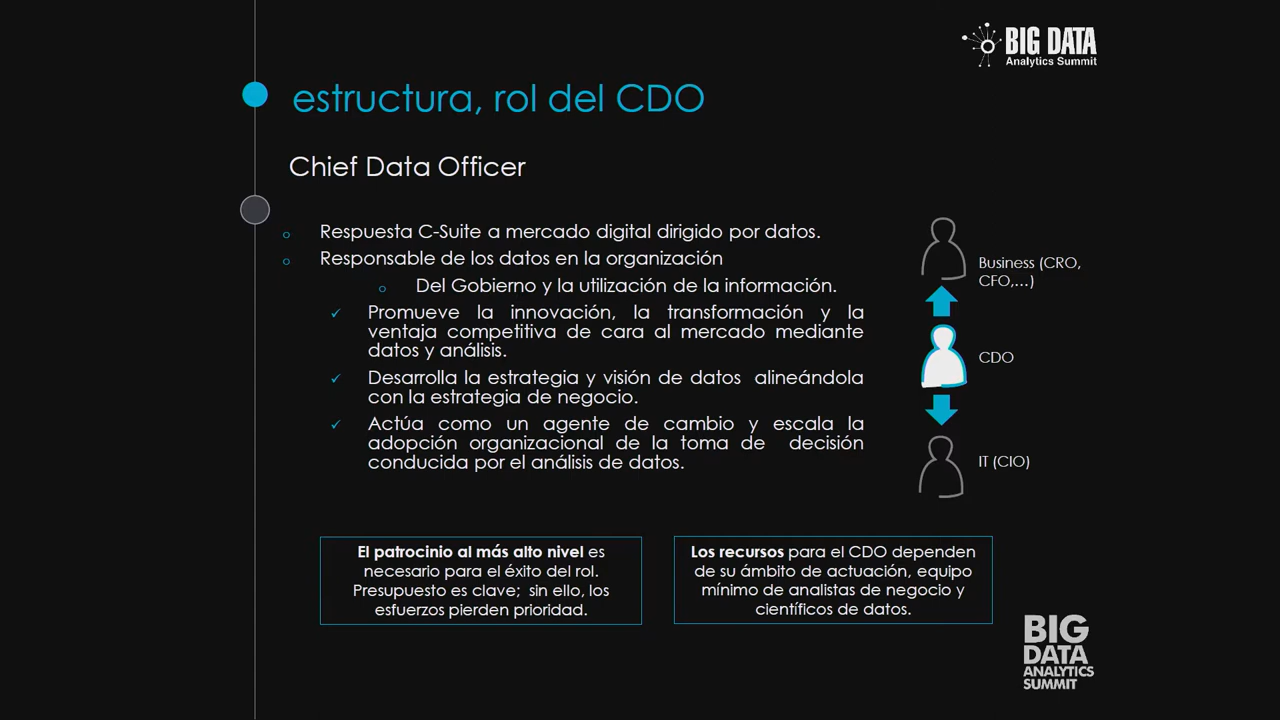 BIG DATA
Analytics Summit
estructura, rol del CDO
Chief Data Officer
Respuesta C-Suite a mercado digital dirigido por datos.
Responsable de los datos en la organización
Del Gobierno y la utilización de la información.
Promueve la innovación, la transformación y la
ventaja competitiva de cara al mercado mediante
datos y análisis.
Desarrolla la estrategia y visión de datos alineándola
con la estrategia de negocio.
Actúa como un agente de cambio y escala la
adopción organizacional de la toma de decisión
conducida por el análisis de datos.
Business (CRO,
CFO,...)
CDO
IT (CIO)
El patrocinio al más alto nivel es
necesario para el éxito del rol.
Presupuesto es clave; sin ello, los
esfuerzos pierden prioridad.
Los recursos para el CDO dependen
de su ámbito de actuación, equipo
mínimo de analistas de negocio y
científicos de datos.
BIG
DATA
ANALYTICS
SUMMIT